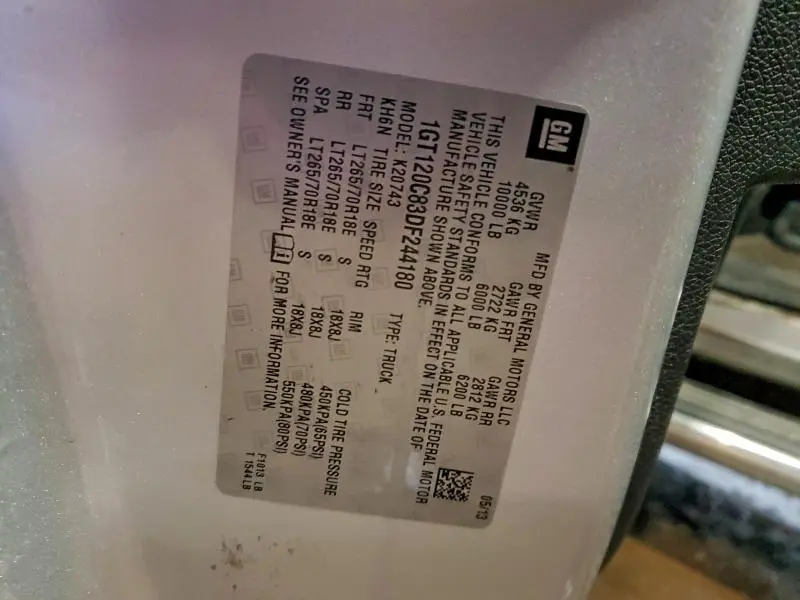 GM
MFD BY GENERAL MOTORS LLC
05/13
GVWR GAWR FRT GAWR RR
4536 KG 2722 KG 2812 KG
10000 LB 6000 LB 6200 LB
THIS VEHICLE CONFORMS TO ALL APPLICABLE U.S. FEDERAL MOTOR
VEHICLE SAFETY STANDARDS IN EFFECT ON THE DATE OF
MANUFACTURE SHOWN ABOVE.
1GT120C83DF244180
MODEL: K20743 TYPE: TRUCK
KH6N TIRE SIZE SPEED RTG RIM COLD TIRE PRESSURE
FRT LT265/70R18E S 18X8J 450KPA(65PSI)
RR LT265/70R18E S 18X8J 480KPA(70PSI)
SPA LT265/70R18E S 18X8J 550KPA(80PSI)
SEE OWNER'S MANUAL FOR MORE INFORMATION.
F1013 LB
T 1544LB